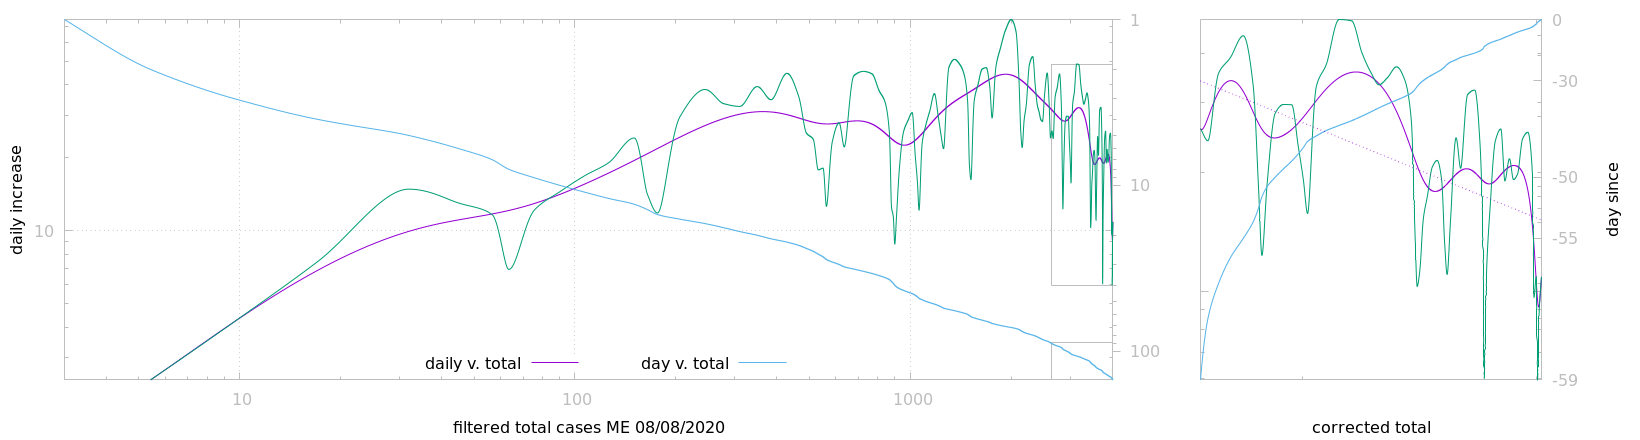 daily increase
10
daily v. total
day v. total
10
100
1000
filtered total cases ME 08/08/2020
1
10
100
0
-30
-50
-55
-59
day since
corrected total